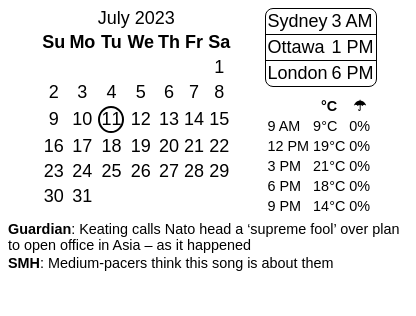 July 2023
Su Mo Tu We Th Fr Sa
1
2 3 4 5 6 7 8
9 10 11 12 13 14 15
16 17 18 19 20 21 22
23 24 25 26 27 28 29
30 31
Sydney 3 AM
Ottawa 1 PM
London 6 PM
°C ☂
9 AM 9°C 0%
12 PM 19°C 0%
3 PM 21°C 0%
6 PM 18°C 0%
9 PM 14°C 0%
Guardian: Keating calls Nato head a ‘supreme fool’ over plan
to open office in Asia – as it happened
SMH: Medium-pacers think this song is about them